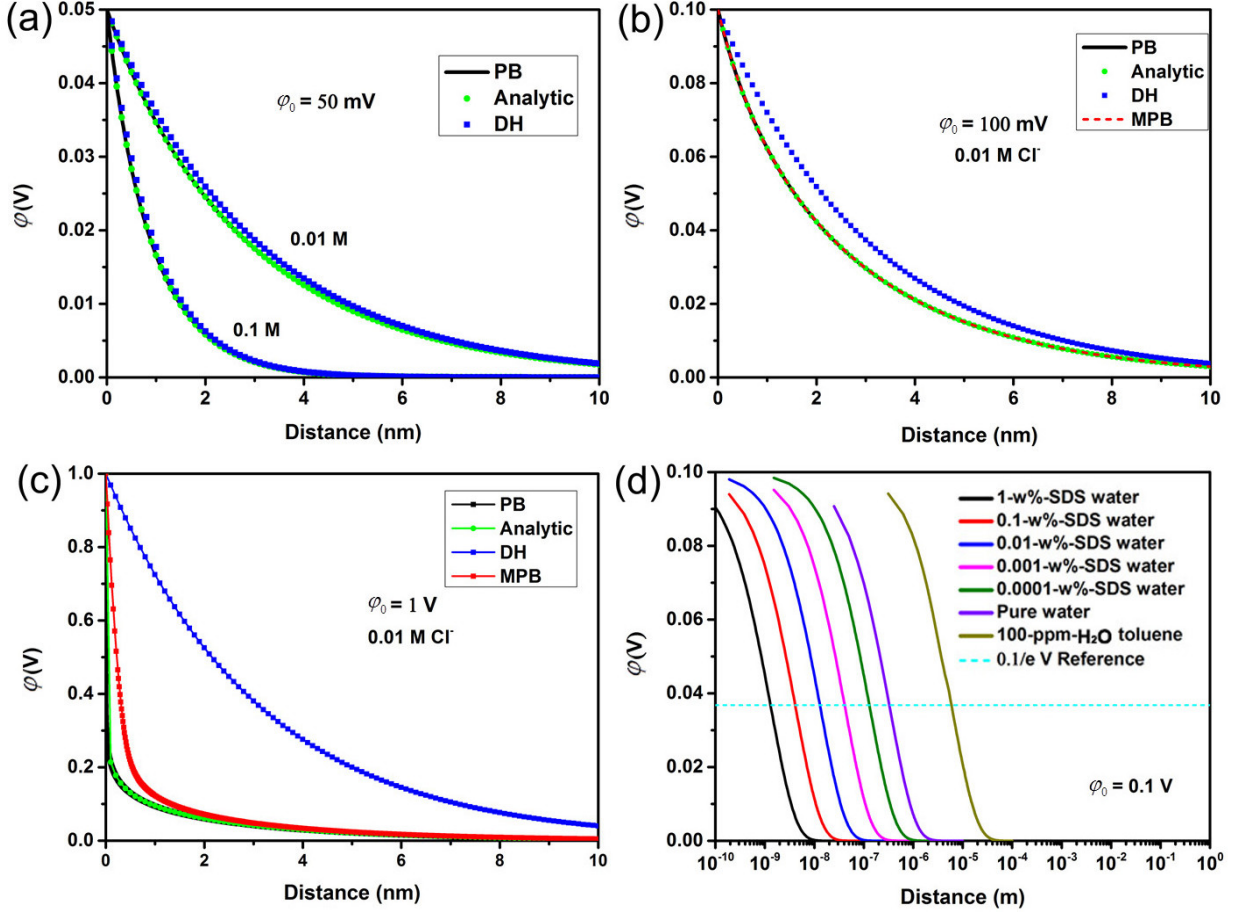 (a)
0.05
0.04
0.03
0.02
0.01
0.00
φ(V)
PB
Analytic
DH
φ₀ = 50 mV
0.01 M
0.1 M
0 2 4 6 8 10
Distance (nm)
(b)
0.10
0.08
0.06
0.04
0.02
0.00
φ(V)
PB
Analytic
DH
MPB
φ₀ = 100 mV
0.01 M Cl⁻
0 2 4 6 8 10
Distance (nm)
(c)
1.0
0.8
0.6
0.4
0.2
0.0
φ(V)
PB
Analytic
DH
MPB
φ₀ = 1 V
0.01 M Cl⁻
0 2 4 6 8 10
Distance (nm)
(d)
0.10
0.08
0.06
0.04
0.02
0.00
φ(V)
1-w%-SDS water
0.1-w%-SDS water
0.01-w%-SDS water
0.001-w%-SDS water
0.0001-w%-SDS water
Pure water
100-ppm-H₂O toluene
0.1/e V Reference
φ₀ = 0.1 V
10⁻¹⁰ 10⁻⁹ 10⁻⁸ 10⁻⁷ 10⁻⁶ 10⁻⁵ 10⁻⁴ 10⁻³ 10⁻² 10⁻¹ 10⁰
Distance (m)